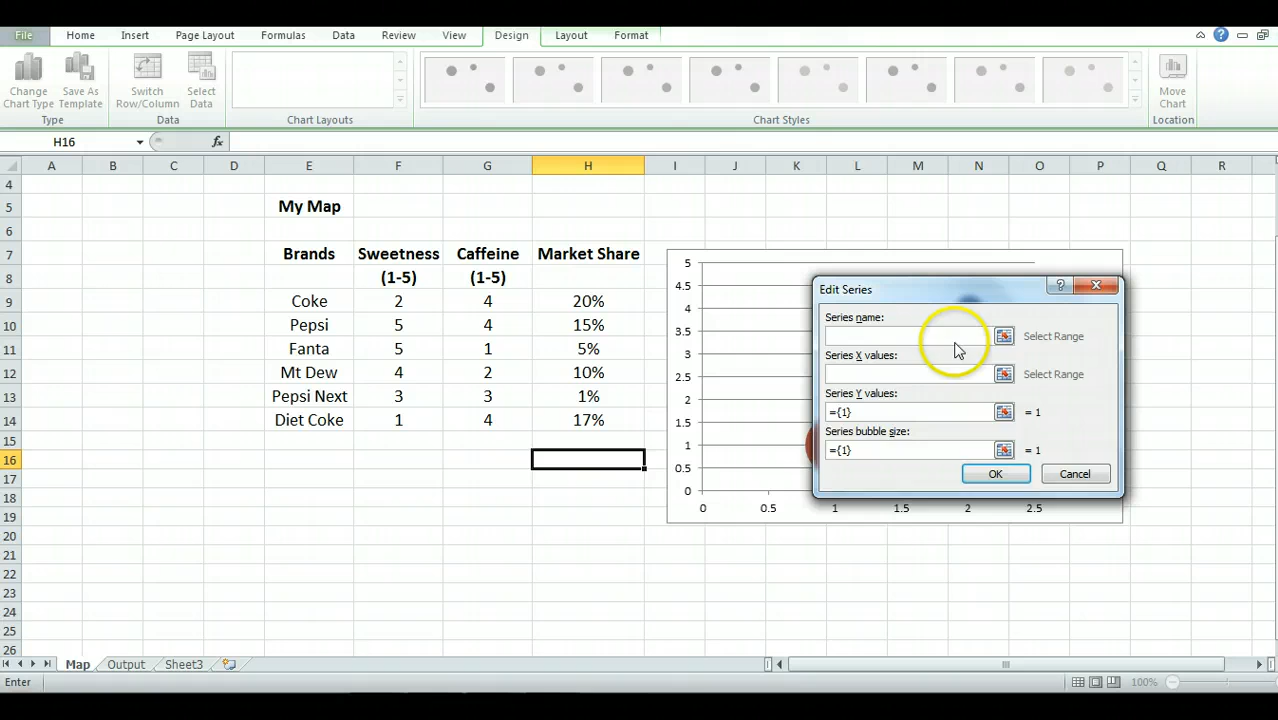 File Home Insert Page Layout Formulas Data Review View Design Layout Format
Change Chart Type
Save As Template
Switch Row/Column
Select Data
Move Chart
Type Data Chart Layouts Chart Styles Location
H16 fx
A B C D E F G H I J K L M N O P Q R
4
5 My Map
6
7 Brands Sweetness Caffeine Market Share
8 (1-5) (1-5)
9 Coke 2 4 20%
10 Pepsi 5 4 15%
11 Fanta 5 1 5%
12 Mt Dew 4 2 10%
13 Pepsi Next 3 3 1%
14 Diet Coke 1 4 17%
15
16
17
18
19
20
21
22
23
24
25
26
5
4.5
4
3.5
3
2.5
2
1.5
1
0.5
0
0 0.5 1 1.5 2 2.5
Edit Series
Series name:
Select Range
Series X values:
Select Range
Series Y values:
={1} = 1
Series bubble size:
={1} = 1
OK Cancel
Map Output Sheet3
Enter 100%